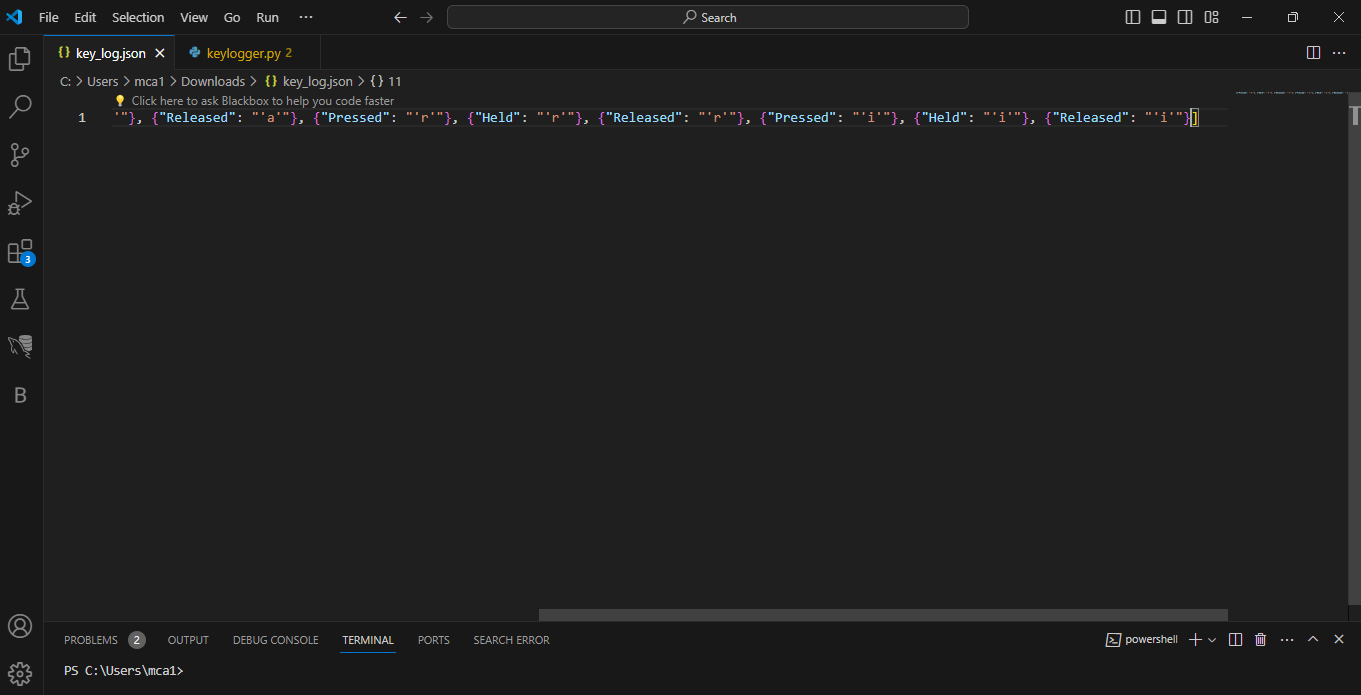 File Edit Selection View Go Run ··· Search
{} key_log.json keylogger.py 2
C: > Users > mca1 > Downloads > {} key_log.json > {} 11
Click here to ask Blackbox to help you code faster
1 '"}, {"Released": "'a'"}, {"Pressed": "'r'"}, {"Held": "'r'"}, {"Released": "'r'"}, {"Pressed": "'i'"}, {"Held": "'i'"}, {"Released": "'i'"}]
3
B
PROBLEMS 2 OUTPUT DEBUG CONSOLE TERMINAL PORTS SEARCH ERROR powershell
PS C:\Users\mca1>